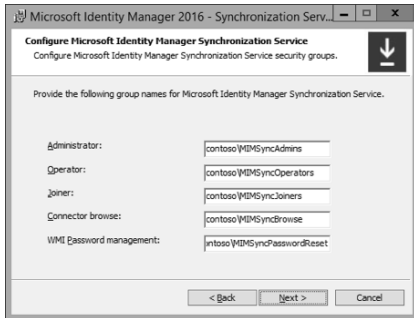 Microsoft Identity Manager 2016 - Synchronization Serv...
Configure Microsoft Identity Manager Synchronization Service
Configure Microsoft Identity Manager Synchronization Service security groups.
Provide the following group names for Microsoft Identity Manager Synchronization Service.
Administrator: contoso\MIMSyncAdmins
Operator: contoso\MIMSyncOperators
Joiner: contoso\MIMSyncJoiners
Connector browse: contoso\MIMSyncBrowse
WMI Password management: ntoso\MIMSyncPasswordReset
< Back Next > Cancel